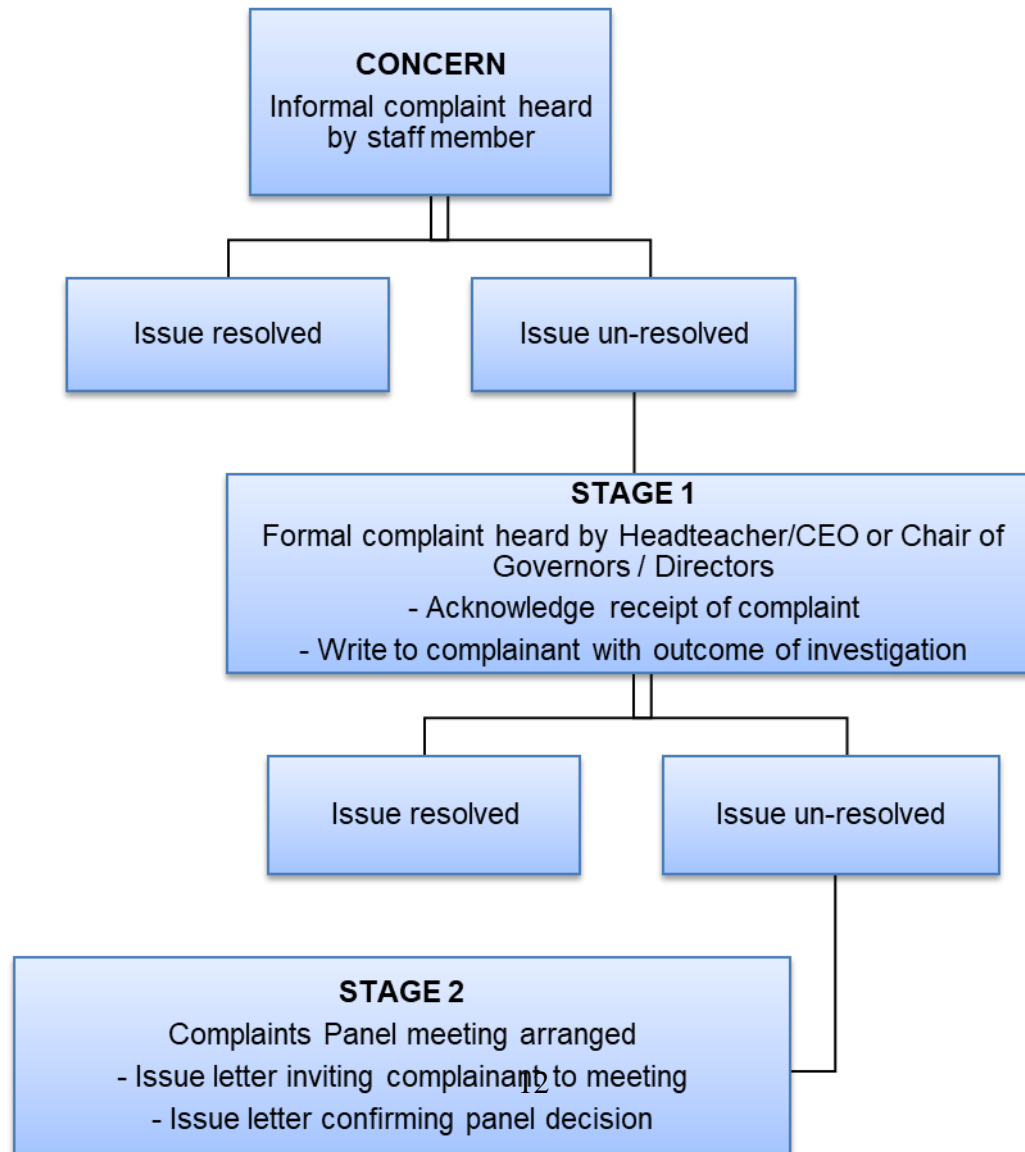 CONCERN
Informal complaint heard
by staff member
Issue resolved
Issue un-resolved
STAGE 1
Formal complaint heard by Headteacher/CEO or Chair of
Governors / Directors
- Acknowledge receipt of complaint
- Write to complainant with outcome of investigation
Issue resolved
Issue un-resolved
STAGE 2
Complaints Panel meeting arranged
- Issue letter inviting complainant to meeting
12
- Issue letter confirming panel decision